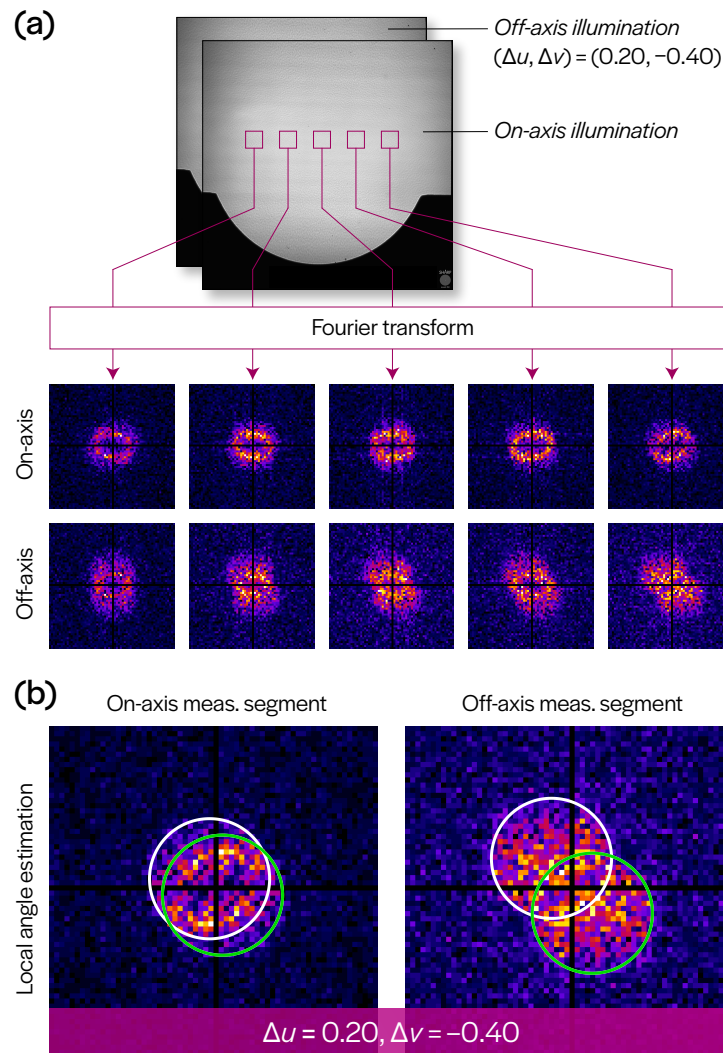 (a)
Off-axis illumination
(Δu, Δv) = (0.20, −0.40)
On-axis illumination
SHARP
Fourier transform
On-axis
Off-axis
(b)
On-axis meas. segment
Off-axis meas. segment
Local angle estimation
Δu = 0.20, Δv = −0.40